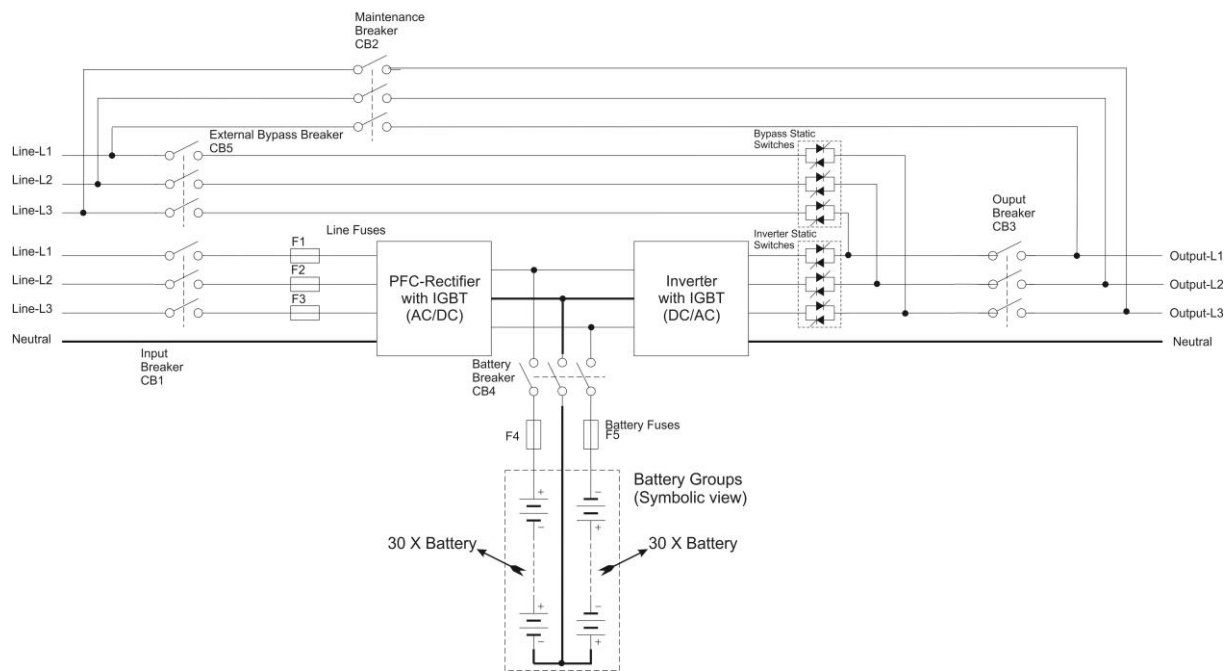 Maintenance
Breaker
CB2
External Bypass Breaker
CB5
Bypass Static
Switches
Line-L1
Line-L2
Line-L3
Ouput
Breaker
CB3
Line Fuses
Inverter Static
Switches
Line-L1
F1
Line-L2
F2
Line-L3
F3
Neutral
PFC-Rectifier
with IGBT
(AC/DC)
Inverter
with IGBT
(DC/AC)
Output-L1
Output-L2
Output-L3
Neutral
Input
Breaker
CB1
Battery
Breaker
CB4
F4
Battery Fuses
F5
Battery Groups
(Symbolic view)
+ −
− +
30 X Battery
30 X Battery
+ −
− +